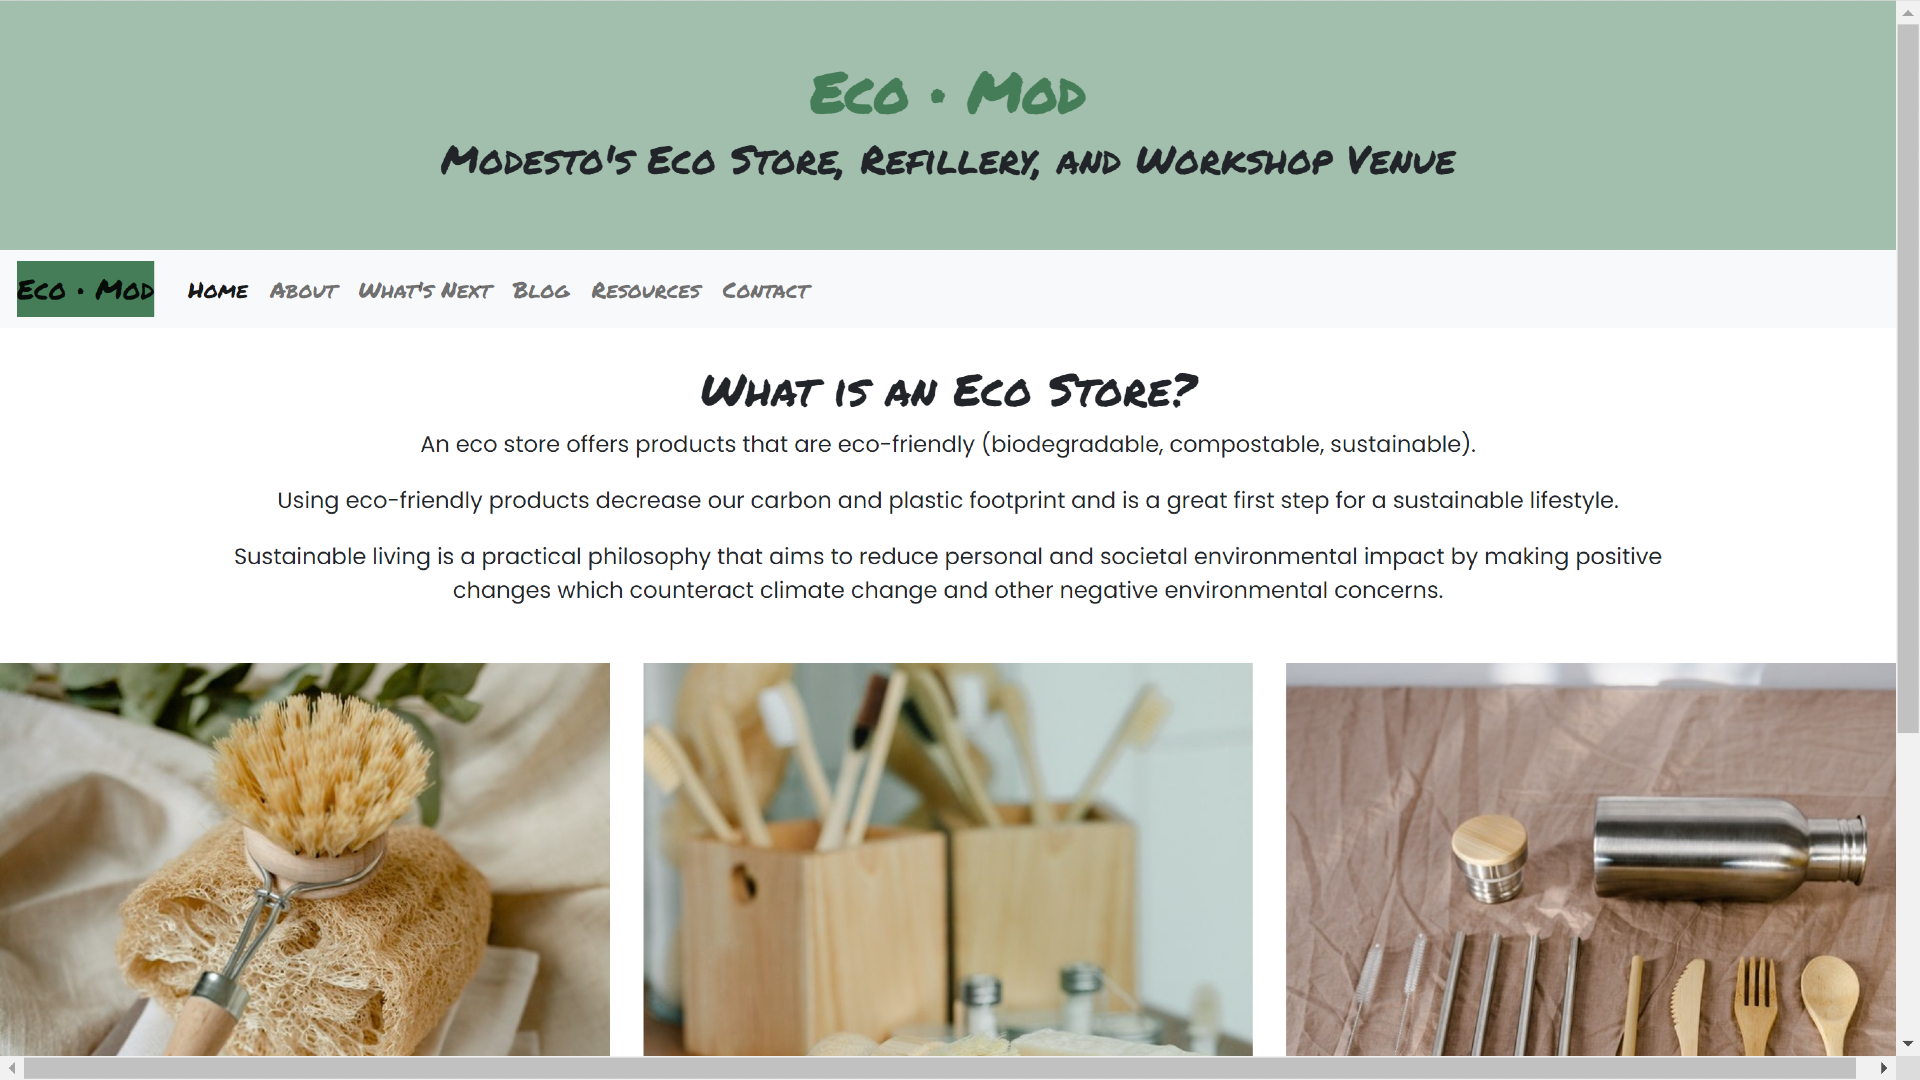 Eco • Mod
Modesto's Eco Store, Refillery, and Workshop Venue
Eco • Mod Home About What's Next Blog Resources Contact
What is an Eco Store?
An eco store offers products that are eco-friendly (biodegradable, compostable, sustainable).
Using eco-friendly products decrease our carbon and plastic footprint and is a great first step for a sustainable lifestyle.
Sustainable living is a practical philosophy that aims to reduce personal and societal environmental impact by making positive
changes which counteract climate change and other negative environmental concerns.